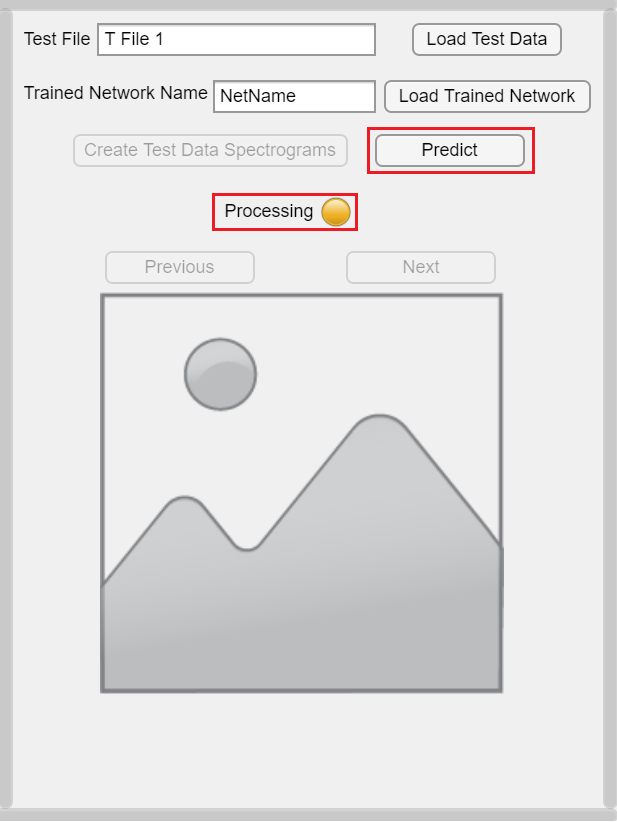 Test File T File 1 Load Test Data
Trained Network Name NetName Load Trained Network
Create Test Data Spectrograms Predict
Processing
Previous Next